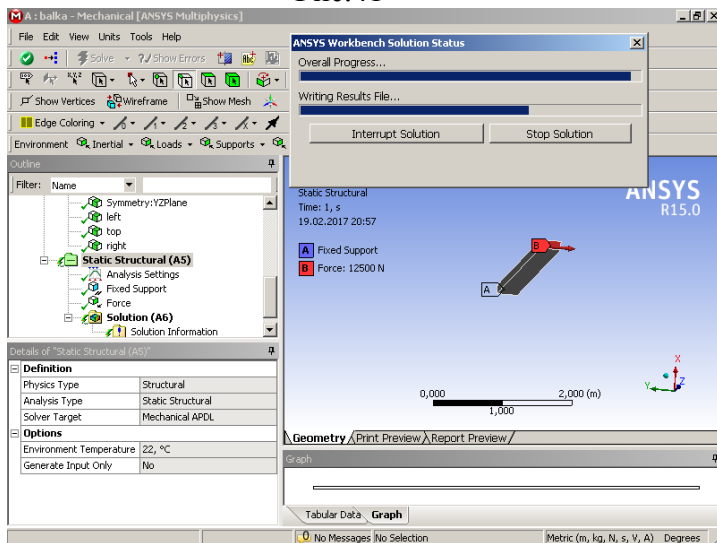 A : balka - Mechanical [ANSYS Multiphysics]
File Edit View Units Tools Help
Solve ?/ Show Errors
Show Vertices Wireframe Show Mesh
Edge Coloring
Environment Inertial Loads Supports
ANSYS Workbench Solution Status
Overall Progress...
Writing Results File...
Interrupt Solution Stop Solution
Outline
Filter: Name
Symmetry:YZPlane
left
top
right
Static Structural (A5)
Analysis Settings
Fixed Support
Force
Solution (A6)
Solution Information
Details of "Static Structural (A5)"
Definition
Physics Type Structural
Analysis Type Static Structural
Solver Target Mechanical APDL
Options
Environment Temperature 22, °C
Generate Input Only No
Static Structural
Time: 1, s
19.02.2017 20:57
A Fixed Support
B Force: 12500 N
ANSYS
R15.0
B
A
0,000 2,000 (m)
1,000
X
Y Z
Geometry Print Preview Report Preview
Graph
Tabular Data Graph
No Messages No Selection Metric (m, kg, N, s, V, A) Degrees